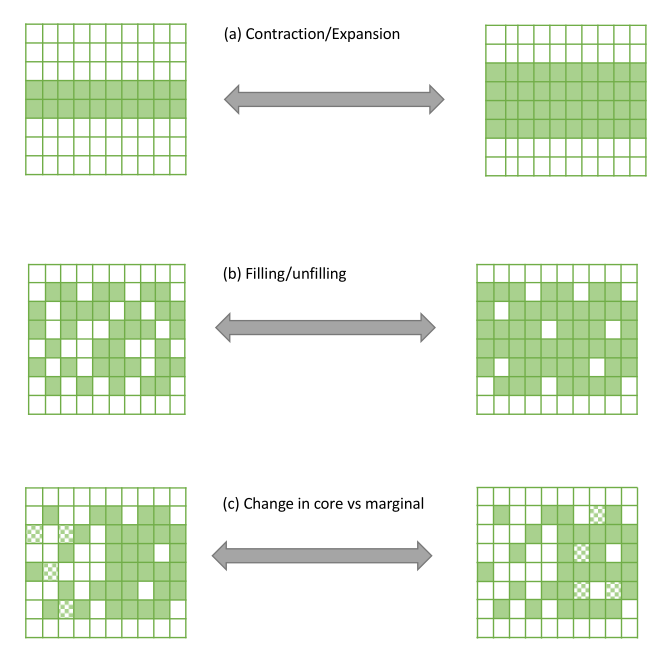 (a) Contraction/Expansion
(b) Filling/unfilling
(c) Change in core vs marginal